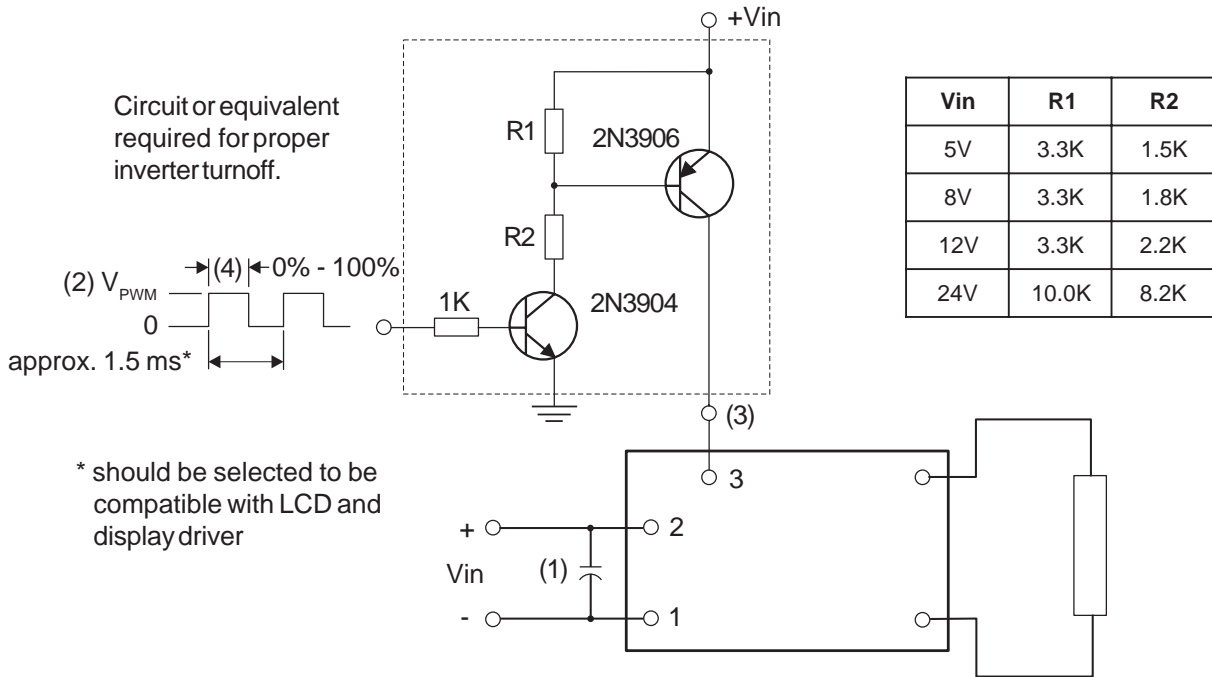 +Vin
Circuit or equivalent
required for proper
inverter turnoff.
R1
2N3906
R2
(2) VPWM
(4)
0% - 100%
0
approx. 1.5 ms*
1K
2N3904
Vin R1 R2
5V 3.3K 1.5K
8V 3.3K 1.8K
12V 3.3K 2.2K
24V 10.0K 8.2K
(3)
3
* should be selected to be
compatible with LCD and
display driver
+
2
Vin
(1)
-
1